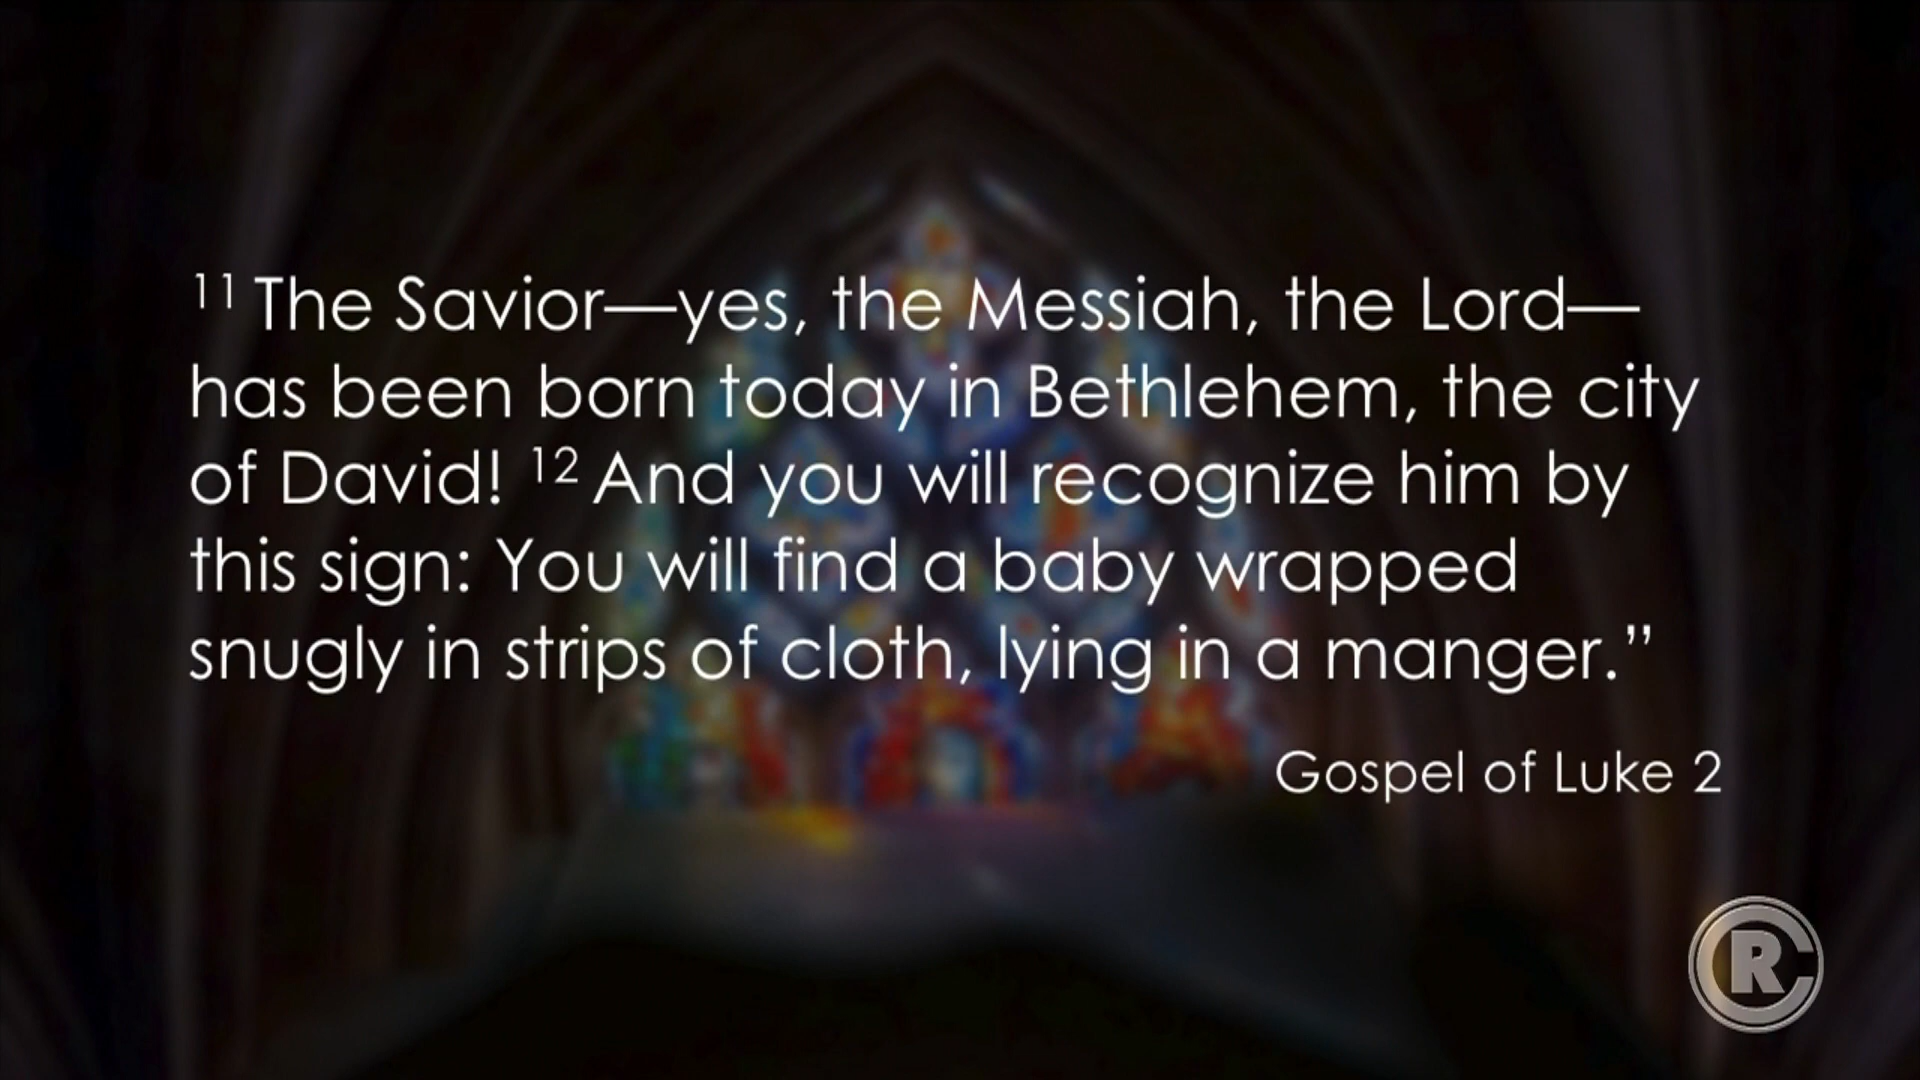 11 The Savior—yes, the Messiah, the Lord—
has been born today in Bethlehem, the city
of David! 12 And you will recognize him by
this sign: You will find a baby wrapped
snugly in strips of cloth, lying in a manger.”
Gospel of Luke 2
RC